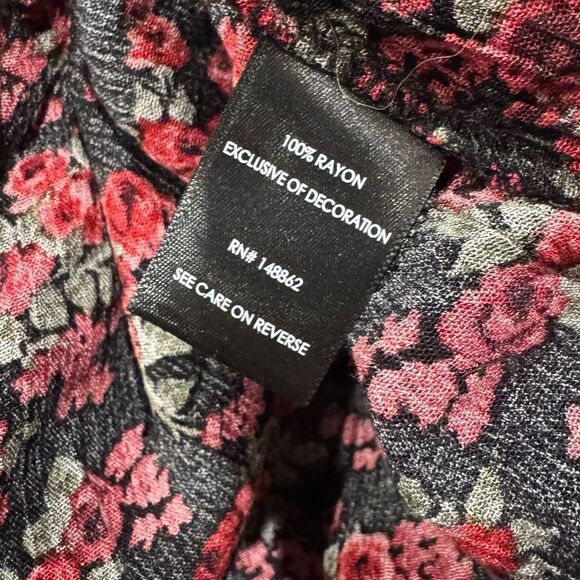 100% RAYON
EXCLUSIVE OF DECORATION
RN# 148862
SEE CARE ON REVERSE